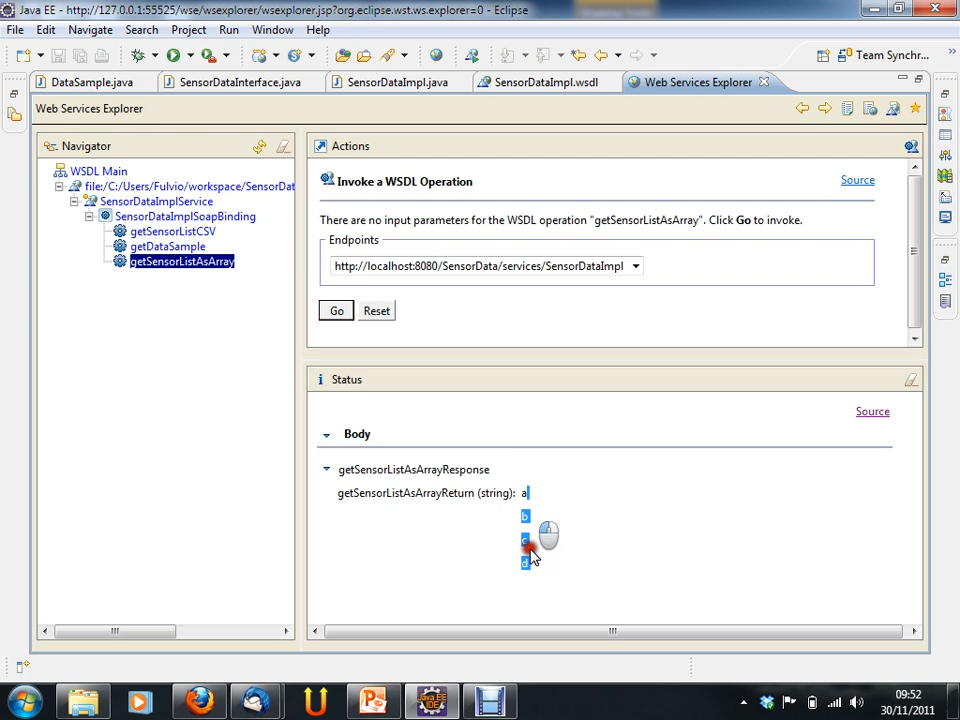 Java EE - http://127.0.0.1:55525/wse/wsexplorer/wsexplorer.jsp?org.eclipse.wst.ws.explorer=0 - Eclipse
File Edit Navigate Search Project Run Window Help
Team Synchr...
DataSample.java SensorDataInterface.java SensorDataImpl.java SensorDataImpl.wsdl Web Services Explorer
Web Services Explorer
Navigator
WSDL Main
file:/C:/Users/Fulvio/workspace/SensorDat
SensorDataImplService
SensorDataImplSoapBinding
getSensorListCSV
getDataSample
getSensorListAsArray
Actions
Invoke a WSDL Operation
Source
There are no input parameters for the WSDL operation "getSensorListAsArray". Click Go to invoke.
Endpoints
http://localhost:8080/SensorData/services/SensorDataImpl
Go Reset
Status
Source
Body
getSensorListAsArrayResponse
getSensorListAsArrayReturn (string): a
b
c
d
Java EE IDE
09:52
30/11/2011